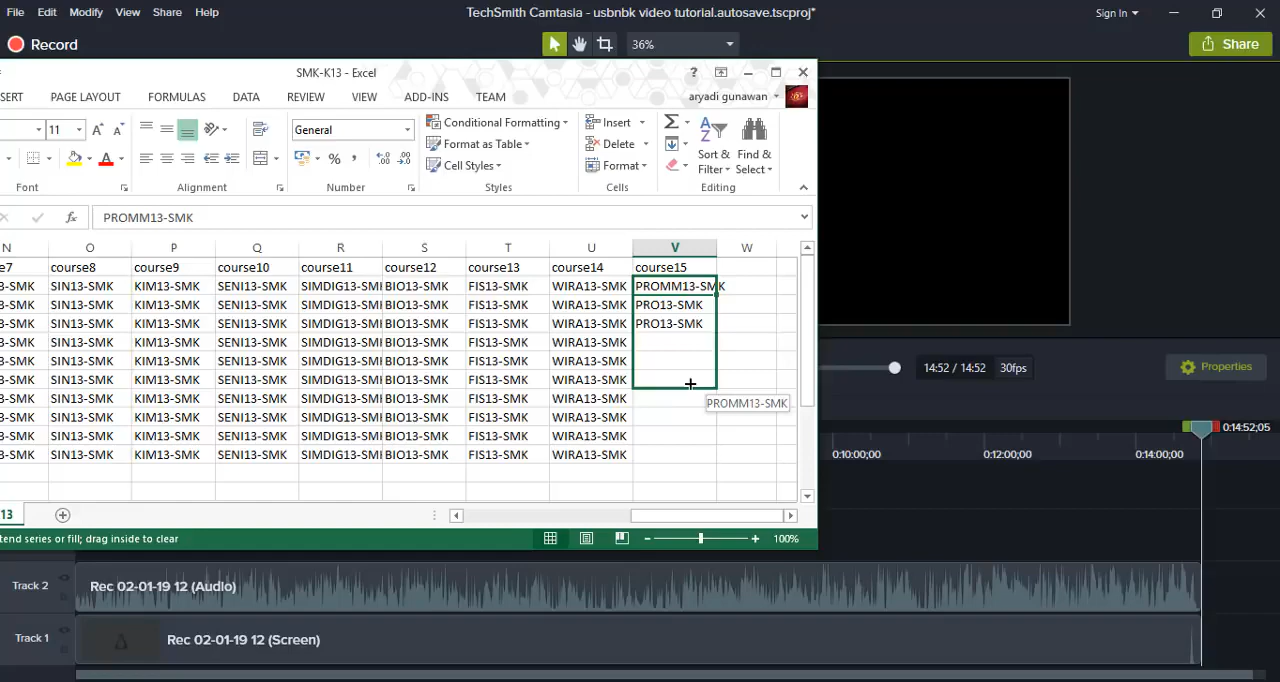 File Edit Modify View Share Help TechSmith Camtasia - usbnbk video tutorial.autosave.tscproj* Sign In
Record 36% Share
SMK-K13 - Excel ?
SERT PAGE LAYOUT FORMULAS DATA REVIEW VIEW ADD-INS TEAM aryadi gunawan
11 A A General Conditional Formatting Insert
Format as Table Delete
% , Cell Styles Format Sort & Filter Find & Select
Font Alignment Number Styles Cells Editing
fx PROMM13-SMK
N O P Q R S T U V W
e7 course8 course9 course10 course11 course12 course13 course14 course15
3-SMK SIN13-SMK KIM13-SMK SENI13-SMK SIMDIG13-SM BIO13-SMK FIS13-SMK WIRA13-SMK PROMM13-SMK
3-SMK SIN13-SMK KIM13-SMK SENI13-SMK SIMDIG13-SM BIO13-SMK FIS13-SMK WIRA13-SMK PRO13-SMK
3-SMK SIN13-SMK KIM13-SMK SENI13-SMK SIMDIG13-SM BIO13-SMK FIS13-SMK WIRA13-SMK PRO13-SMK
3-SMK SIN13-SMK KIM13-SMK SENI13-SMK SIMDIG13-SM BIO13-SMK FIS13-SMK WIRA13-SMK
3-SMK SIN13-SMK KIM13-SMK SENI13-SMK SIMDIG13-SM BIO13-SMK FIS13-SMK WIRA13-SMK
3-SMK SIN13-SMK KIM13-SMK SENI13-SMK SIMDIG13-SM BIO13-SMK FIS13-SMK WIRA13-SMK
3-SMK SIN13-SMK KIM13-SMK SENI13-SMK SIMDIG13-SM BIO13-SMK FIS13-SMK WIRA13-SMK
PROMM13-SMK
3-SMK SIN13-SMK KIM13-SMK SENI13-SMK SIMDIG13-SM BIO13-SMK FIS13-SMK WIRA13-SMK
3-SMK SIN13-SMK KIM13-SMK SENI13-SMK SIMDIG13-SM BIO13-SMK FIS13-SMK WIRA13-SMK
3-SMK SIN13-SMK KIM13-SMK SENI13-SMK SIMDIG13-SM BIO13-SMK FIS13-SMK WIRA13-SMK
13
tend series or fill; drag inside to clear 100%
14:52 / 14:52 30fps Properties
0:14:52;05
0:10:00;00 0:12:00;00 0:14:00;00
Track 2 Rec 02-01-19 12 (Audio)
Track 1 Rec 02-01-19 12 (Screen)